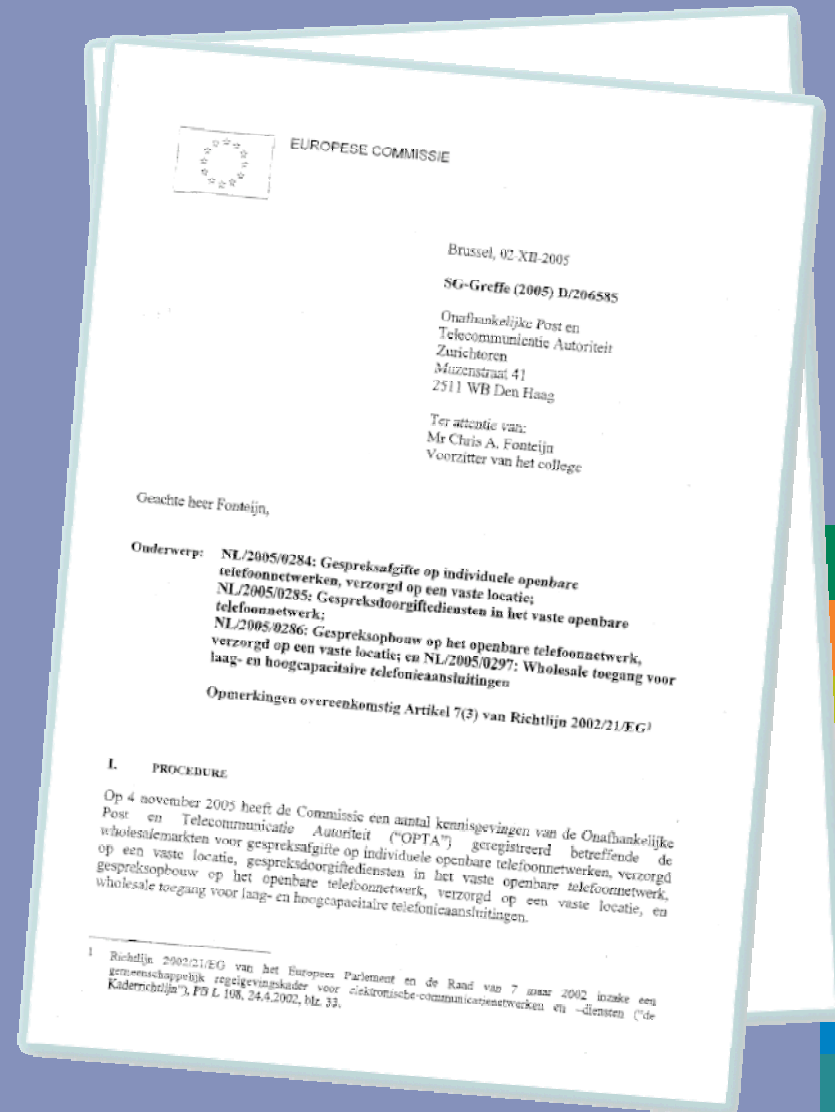 EUROPESE COMMISSIE
Brussel, 02-XII-2005
SG-Greffe (2005) D/206585
Onafhankelijke Post en
Telecommunicatie Autoriteit
Zurichtoren
Muzenstraat 41
2511 WB Den Haag
Ter attentie van:
Mr Chris A. Fonteijn
Voorzitter van het college
Geachte heer Fonteijn,
Onderwerp: NL/2005/0284: Gespreksafgifte op individuele openbare
telefoonnetwerken, verzorgd op een vaste locatie;
NL/2005/0285: Gespreksdoorgiftediensten in het vaste openbare
telefoonnetwerk;
NL/2005/0286: Gespreksopbouw op het openbare telefoonnetwerk,
verzorgd op een vaste locatie; en NL/2005/0297: Wholesale toegang voor
laag- en hoogcapacitaire telefonieaansluitingen
Opmerkingen overeenkomstig Artikel 7(3) van Richtlijn 2002/21/EG¹
I. PROCEDURE
Op 4 november 2005 heeft de Commissie een aantal kennisgevingen van de Onafhankelijke
Post en Telecommunicatie Autoriteit ("OPTA") geregistreerd betreffende de
wholesalemarkten voor gespreksafgifte op individuele openbare telefoonnetwerken, verzorgd
op een vaste locatie, gespreksdoorgiftediensten in het vaste openbare telefoonnetwerk,
gespreksopbouw op het openbare telefoonnetwerk, verzorgd op een vaste locatie, en
wholesale toegang voor laag- en hoogcapacitaire telefonieaansluitingen.
1 Richtlijn 2002/21/EG van het Europees Parlement en de Raad van 7 maar 2002 inzake een
gemeenschappelijk regelgevingskader voor elektronische-communicatienetwerken en –diensten ("de
Kaderrichtlijn"), PB L 108, 24.4.2002, blz. 33.